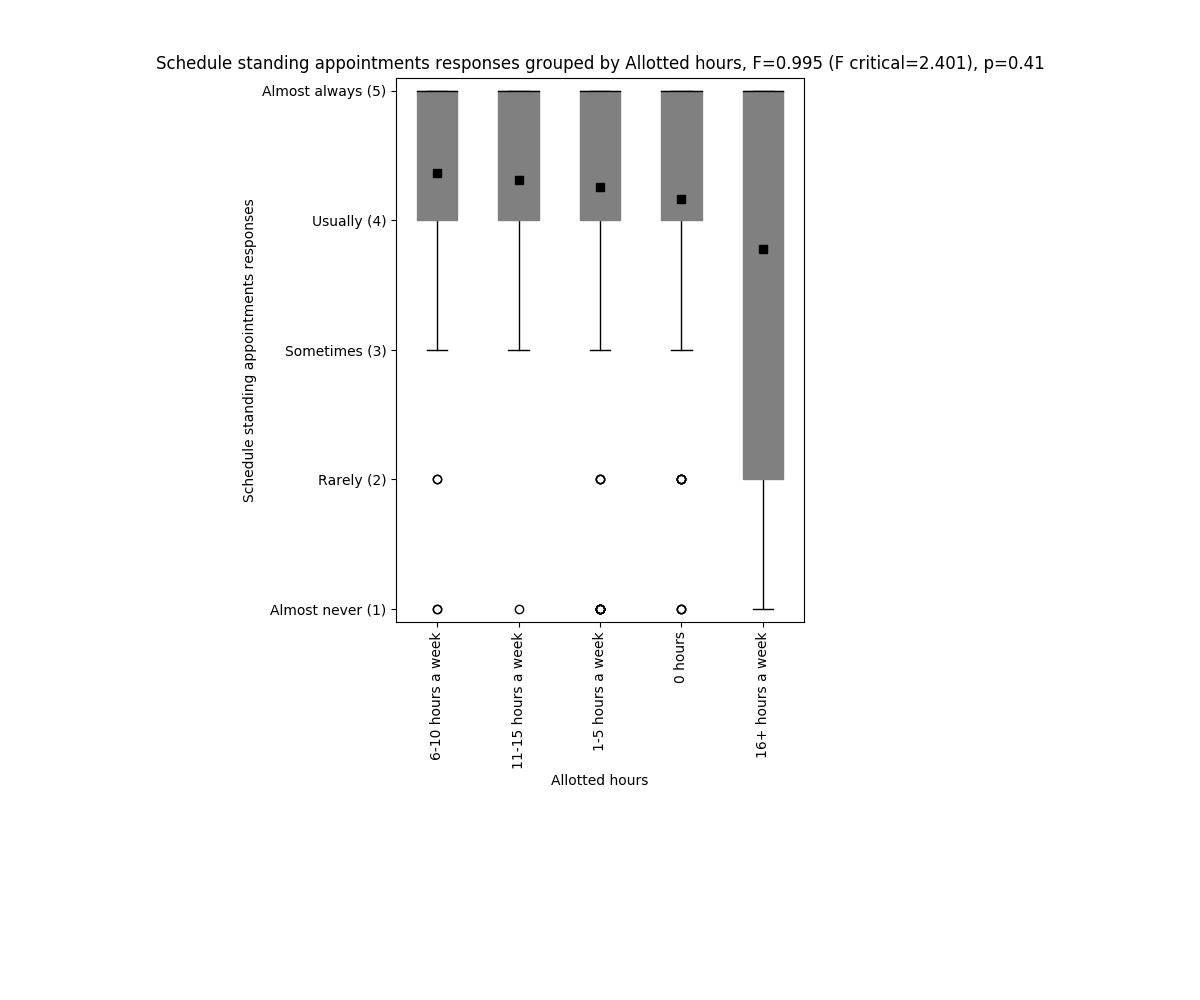 Schedule standing appointments responses grouped by Allotted hours, F=0.995 (F critical=2.401), p=0.41
Schedule standing appointments responses
Almost always (5)
Usually (4)
Sometimes (3)
Rarely (2)
Almost never (1)
6-10 hours a week
11-15 hours a week
1-5 hours a week
0 hours
16+ hours a week
Allotted hours